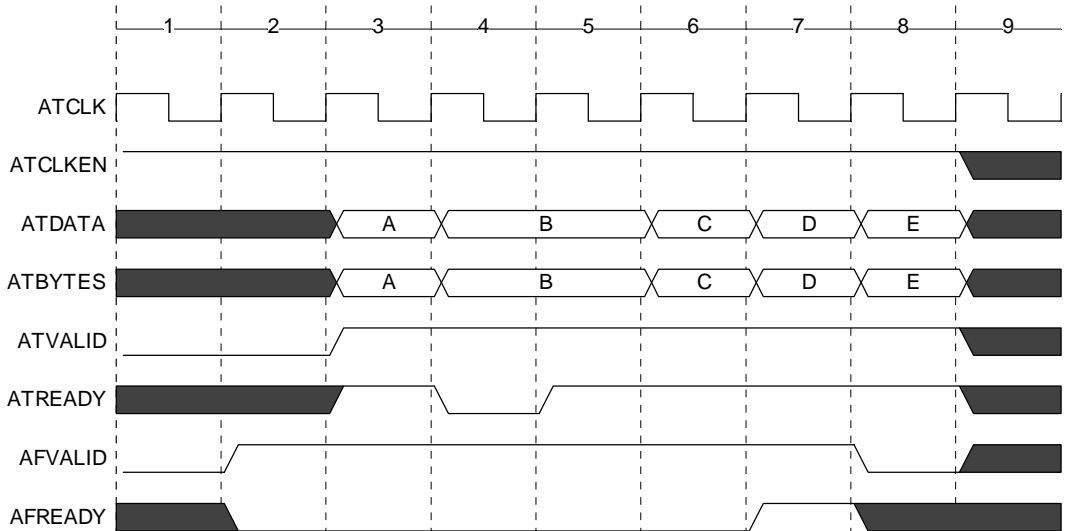 1 2 3 4 5 6 7 8 9
ATCLK
ATCLKEN
ATDATA A B C D E
ATBYTES A B C D E
ATVALID
ATREADY
AFVALID
AFREADY